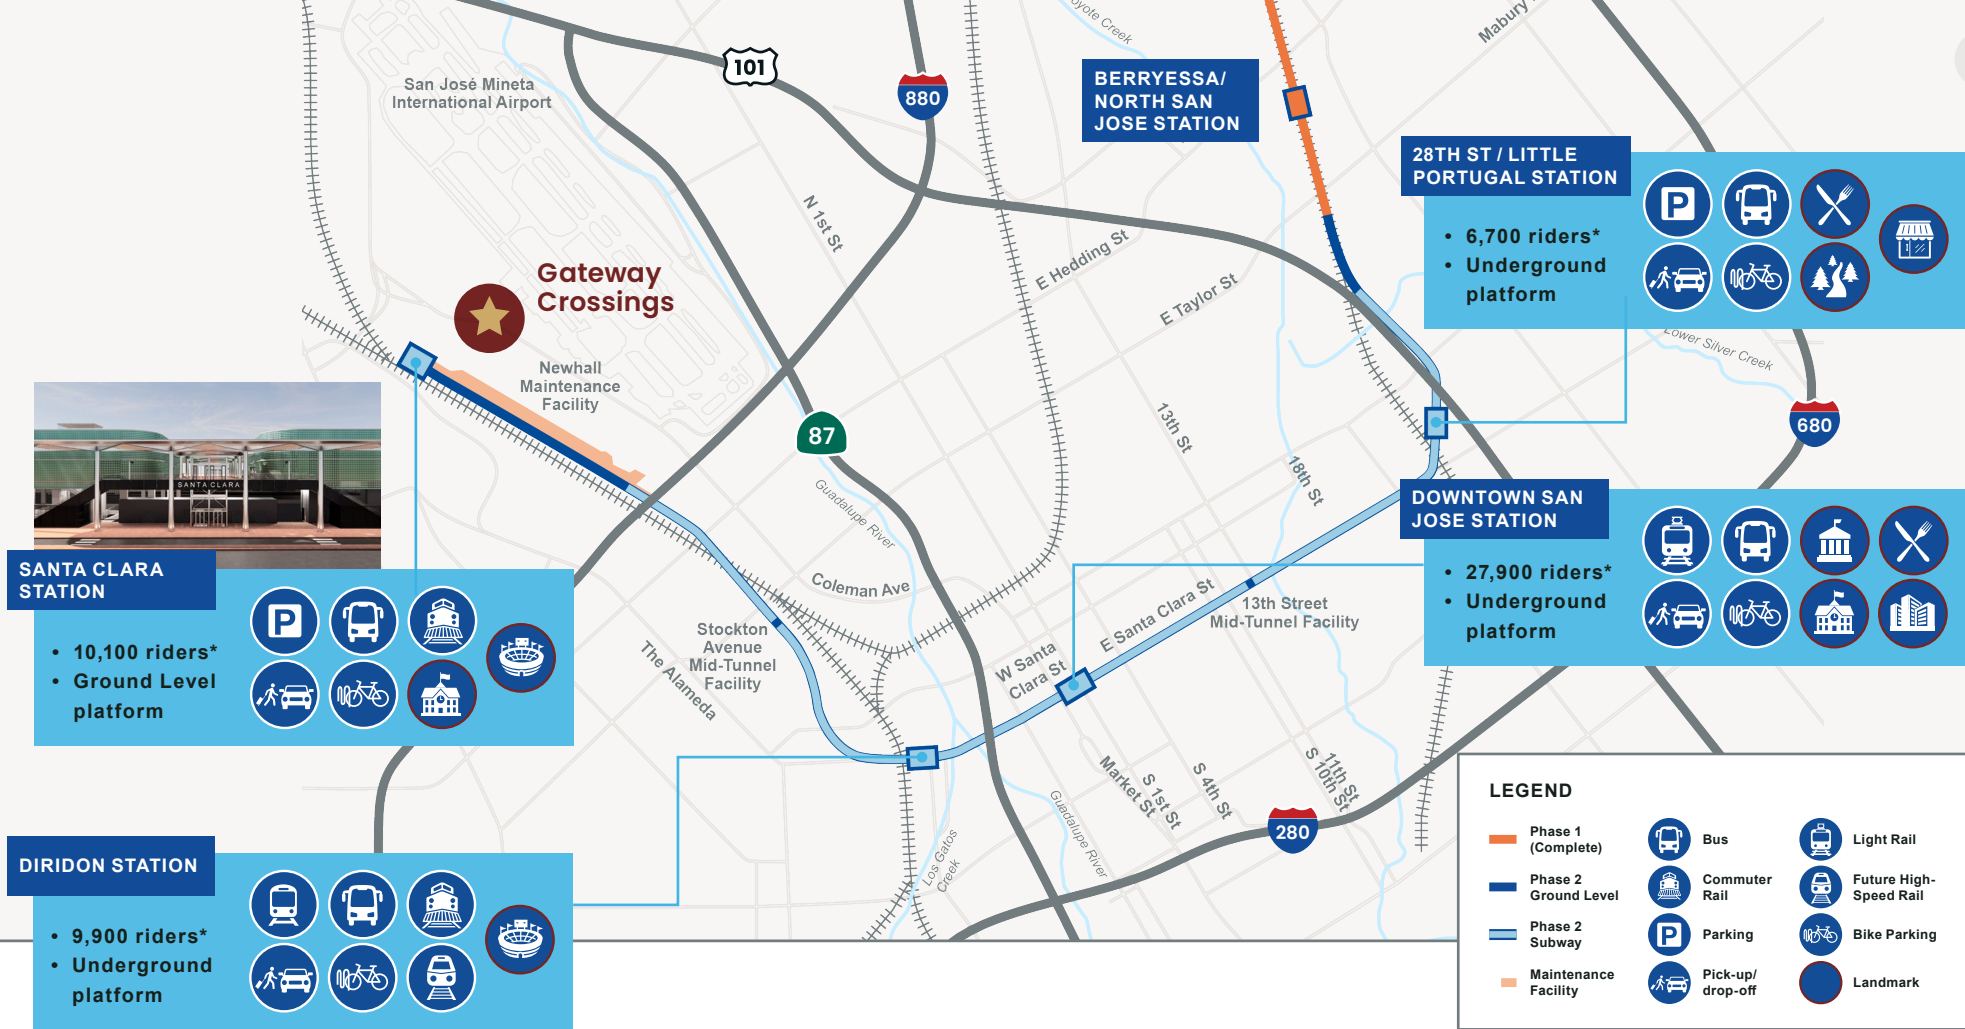 San José Mineta
International Airport
101
880
oyote Creek
Mabury
BERRYESSA/
NORTH SAN
JOSE STATION
28TH ST / LITTLE
PORTUGAL STATION
P
• 6,700 riders*
• Underground
platform
N 1st St
E Hedding St
E Taylor St
Gateway
Crossings
Newhall
Maintenance
Facility
Lower Silver Creek
87
680
13th St
18th St
Guadalupe River
SANTA CLARA
DOWNTOWN SAN
JOSE STATION
• 27,900 riders*
• Underground
platform
SANTA CLARA
STATION
P
• 10,100 riders*
• Ground Level
platform
Coleman Ave
Stockton
Avenue
Mid-Tunnel
Facility
The Alameda
E Santa Clara St
13th Street
Mid-Tunnel Facility
W Santa
Clara St
Market St
S 1st St
S 4th St
S 10th St
11th St
Guadalupe River
Los Gatos
Creek
280
DIRIDON STATION
• 9,900 riders*
• Underground
platform
LEGEND
Phase 1
(Complete)
Phase 2
Ground Level
Phase 2
Subway
Maintenance
Facility
Bus
Commuter
Rail
P
Parking
Pick-up/
drop-off
Light Rail
Future High-
Speed Rail
Bike Parking
Landmark